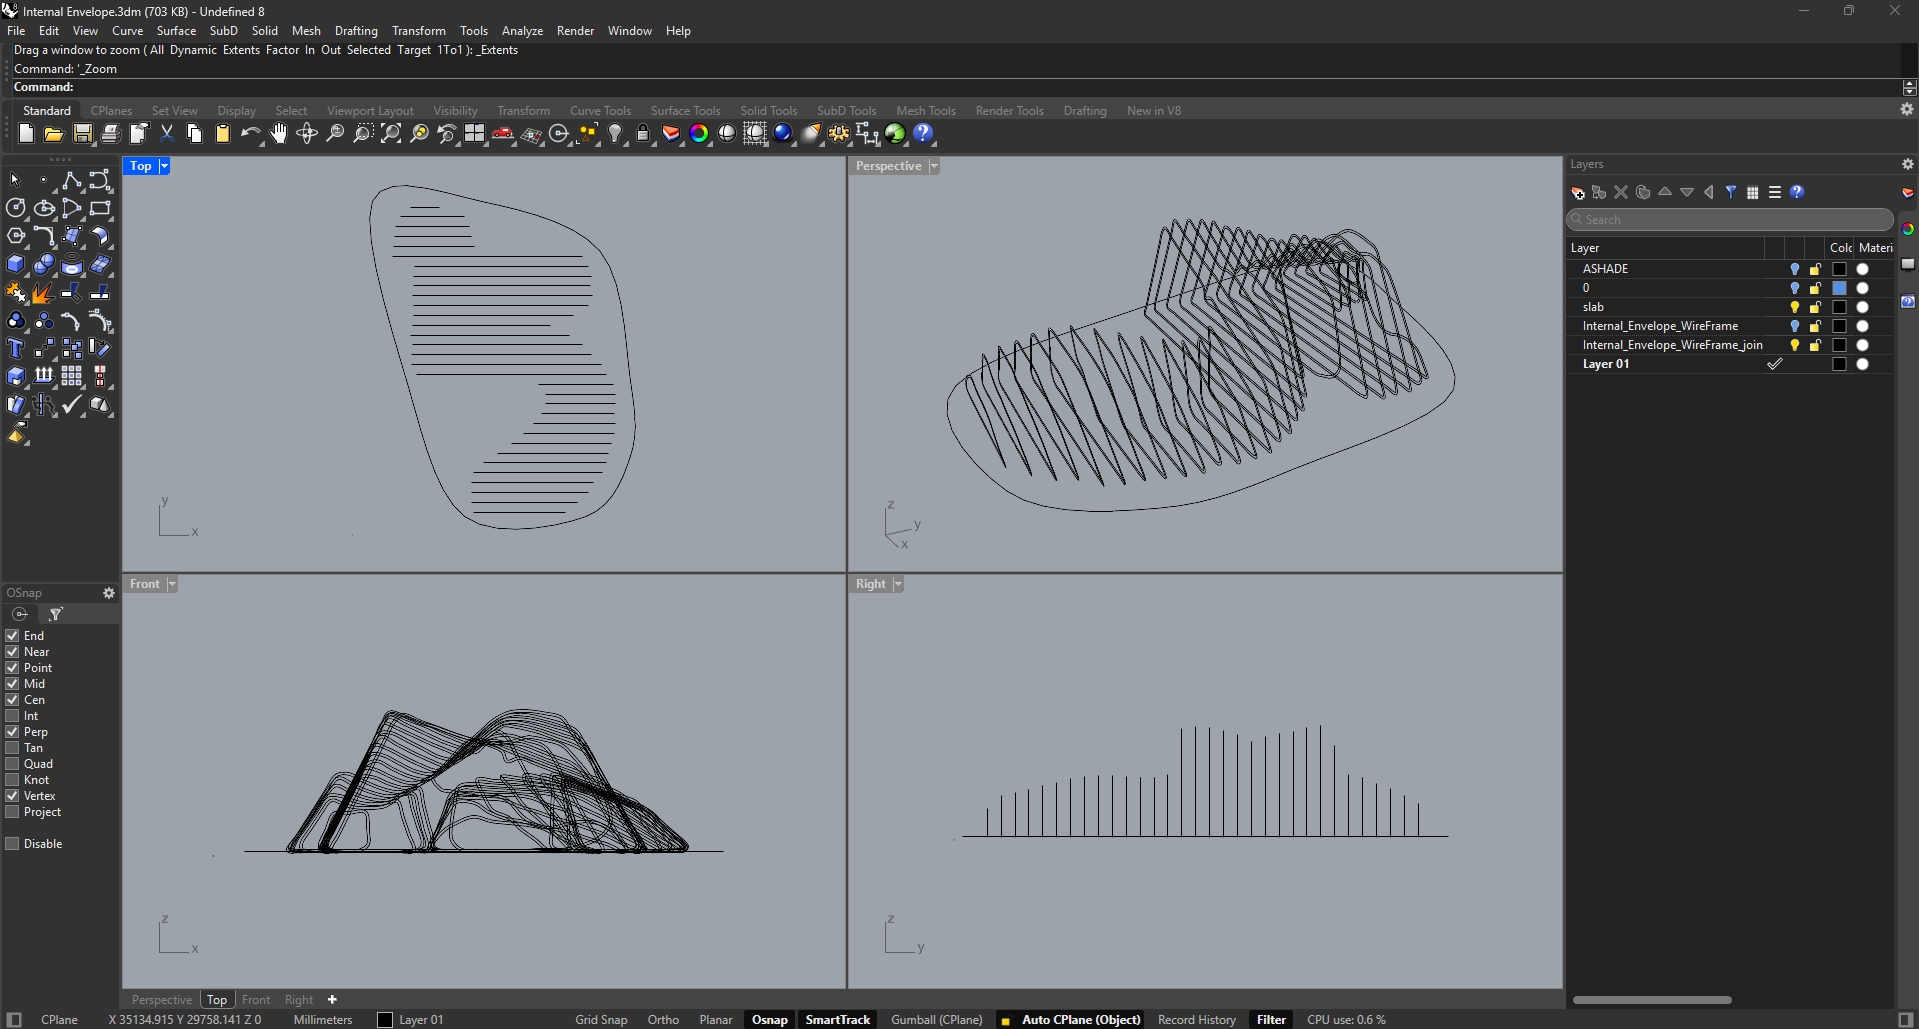 Internal Envelope.3dm (703 KB) - Undefined 8
File Edit View Curve Surface SubD Solid Mesh Drafting Transform Tools Analyze Render Window Help
Drag a window to zoom ( All Dynamic Extents Factor In Out Selected Target 1To1 ): _Extents
Command: '_Zoom
Command:
Standard CPlanes Set View Display Select Viewport Layout Visibility Transform Curve Tools Surface Tools Solid Tools SubD Tools Mesh Tools Render Tools Drafting New in V8
Top
y
x
Perspective
z
y
x
Front
z
x
Right
z
y
Layers
Search
Layer Colc Materi
ASHADE
0
slab
Internal_Envelope_WireFrame
Internal_Envelope_WireFrame_join
Layer 01
OSnap
End
Near
Point
Mid
Cen
Int
Perp
Tan
Quad
Knot
Vertex
Project
Disable
Perspective Top Front Right
CPlane X 35134.915 Y 29758.141 Z 0 Millimeters Layer 01 Grid Snap Ortho Planar Osnap SmartTrack Gumball (CPlane) Auto CPlane (Object) Record History Filter CPU use: 0.6 %